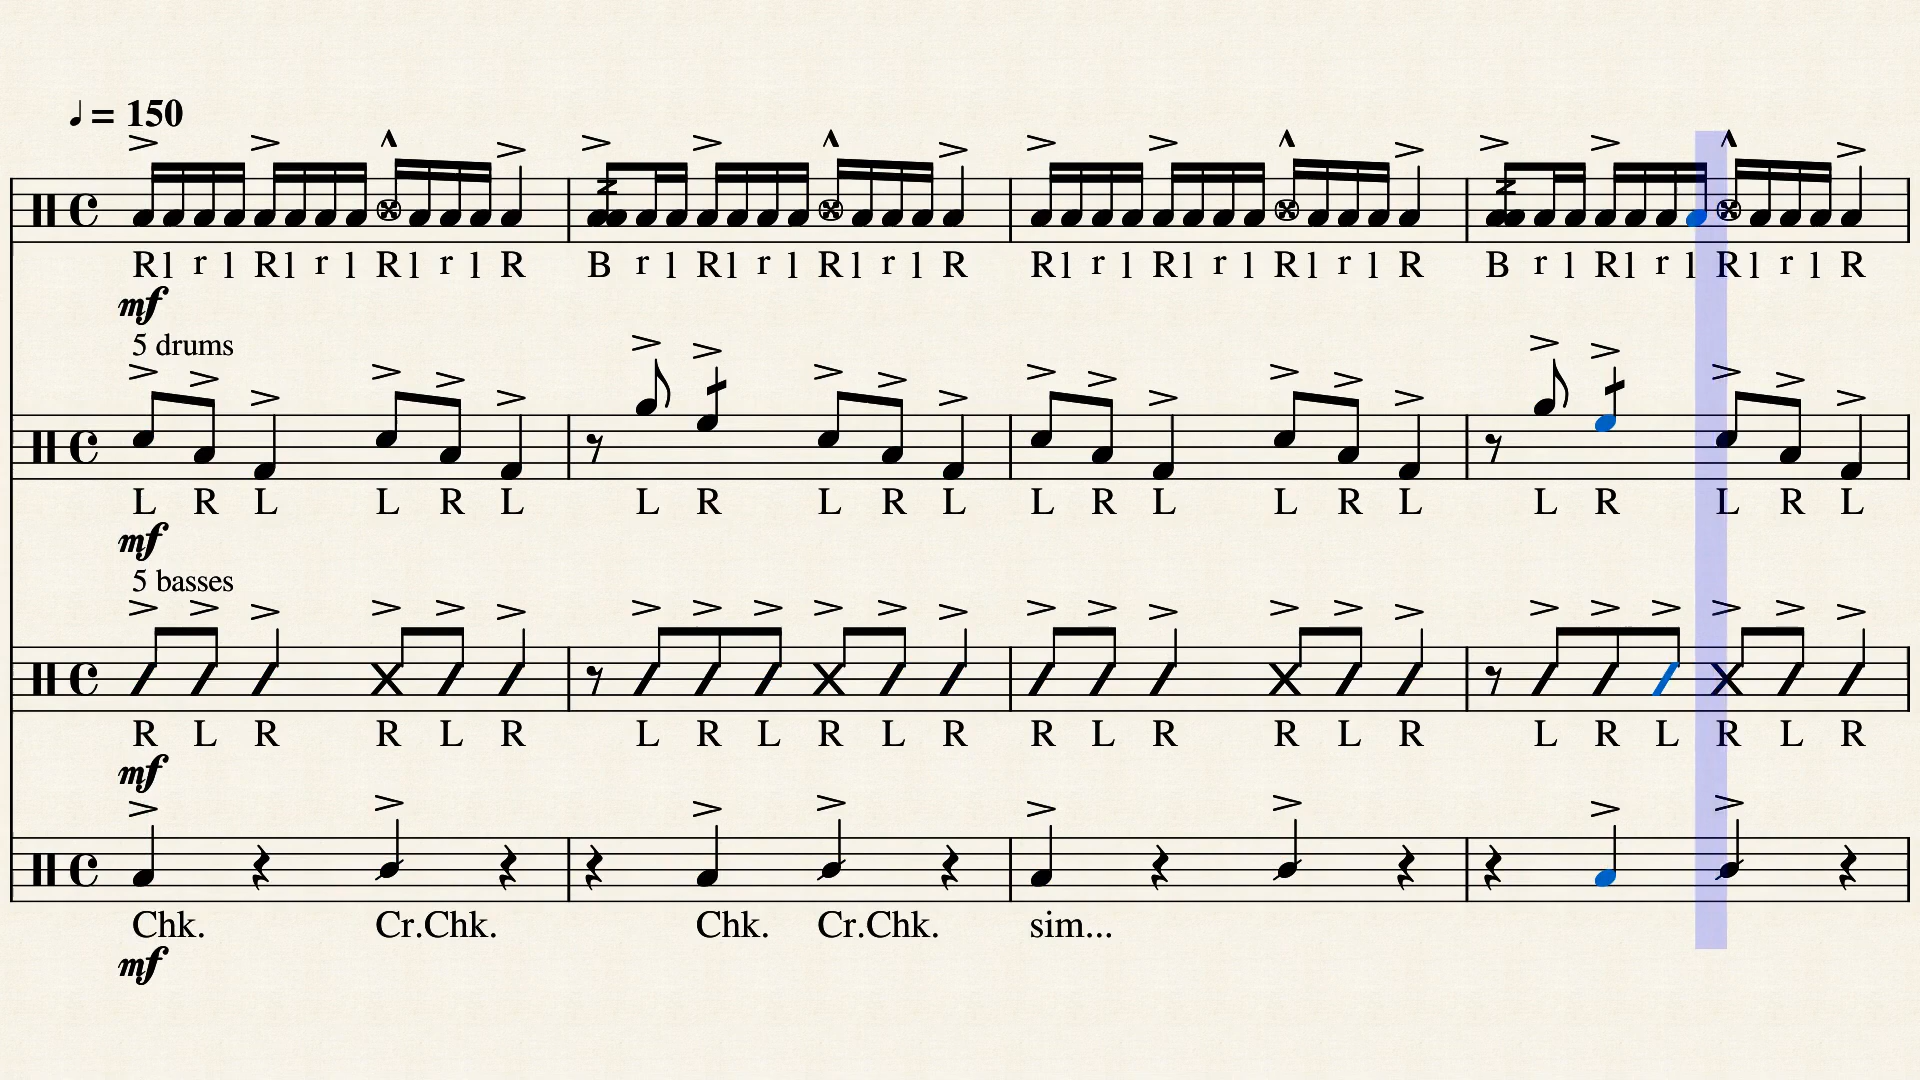 ♩ = 150
R l r l R l r l R l r l R B r l R l r l R l r l R R l r l R l r l R l r l R B r l R l r l R l r l R
mf
5 drums
L R L L R L L R L R L L R L L R L L R L R L
mf
5 basses
R L R R L R L R L R L R R L R R L R L R L R L R
mf
Chk. Cr.Chk. Chk. Cr.Chk. sim...
mf